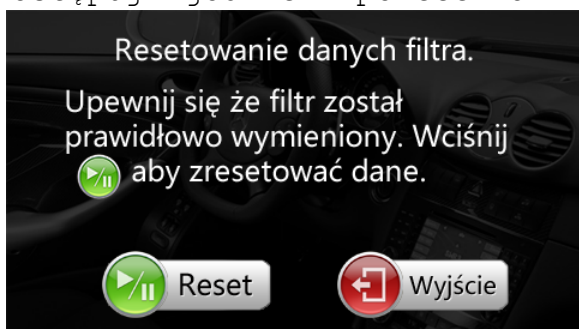 Resetowanie danych filtra.
Upewnij się że filtr został
prawidłowo wymieniony. Wciśnij
aby zresetować dane.
Reset
Wyjście